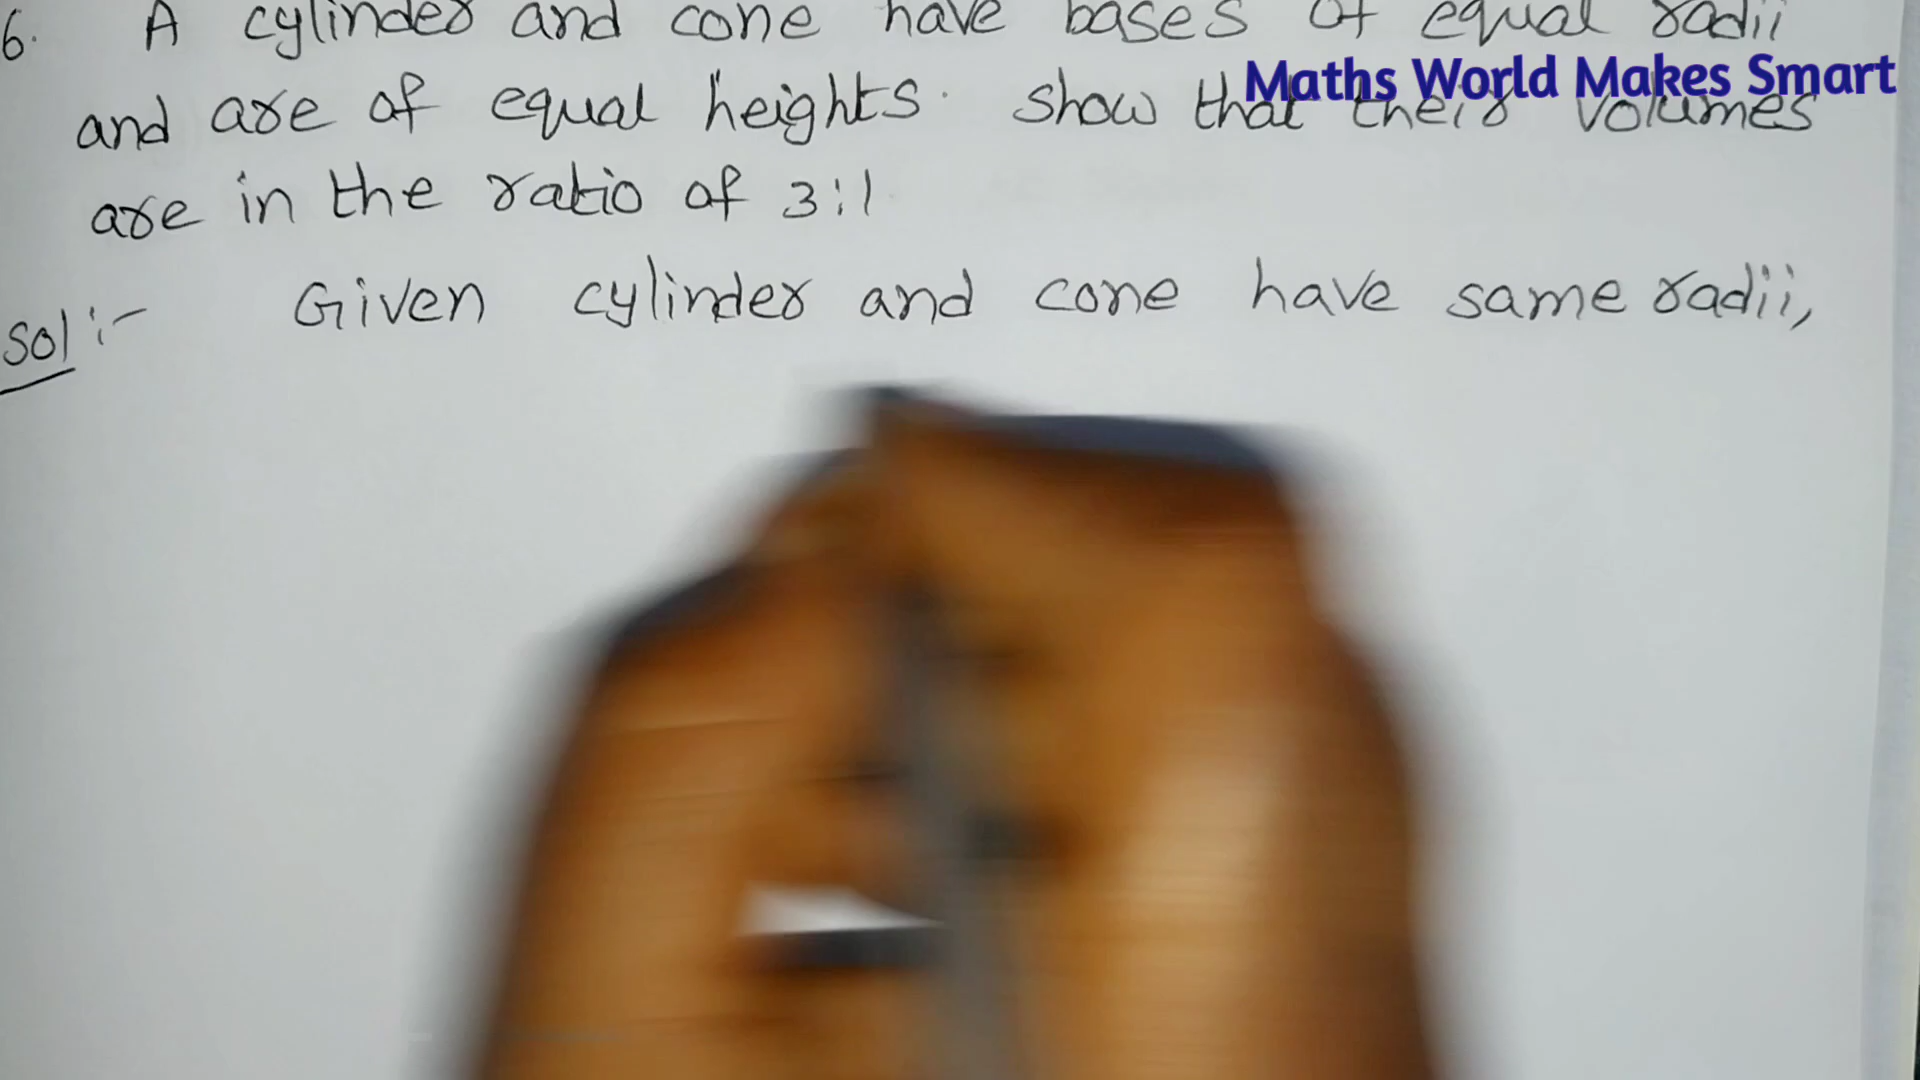 6. A cylinder and cone have bases of equal radii
Maths World Makes Smart
and are of equal heights. show that their volumes
are in the ratio of 3:1
Sol:- Given cylinder and cone have same radii,